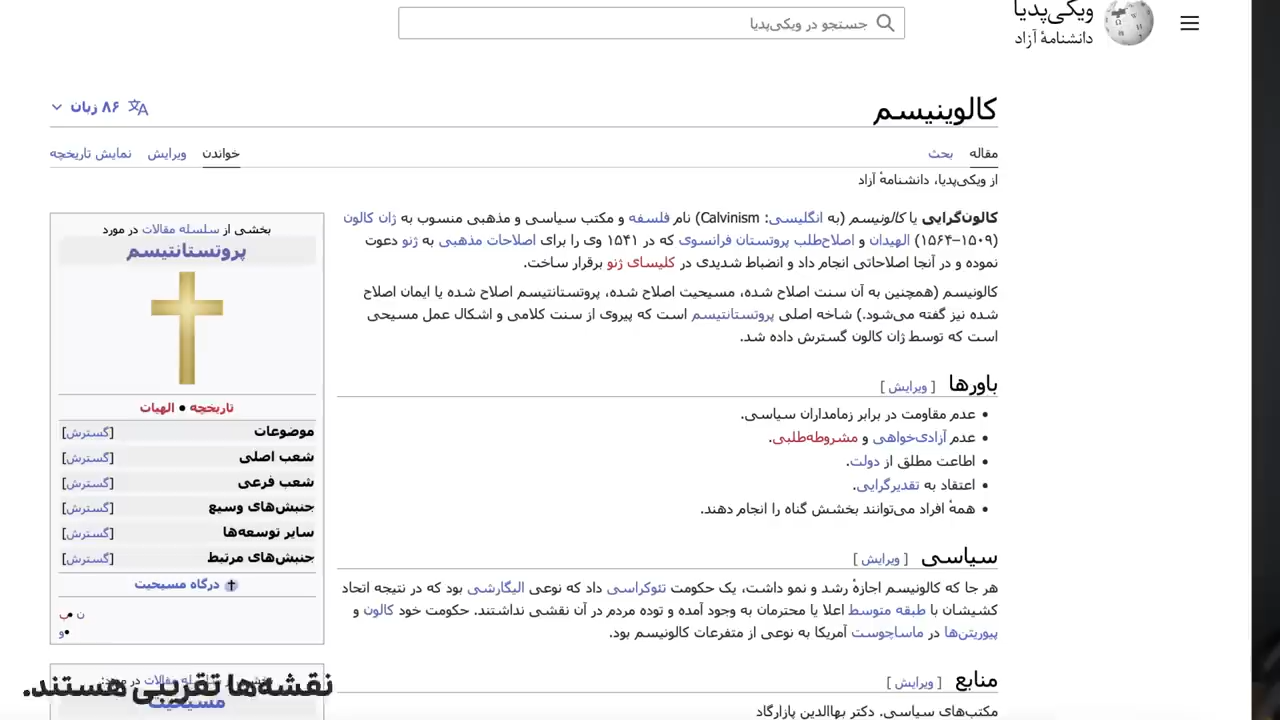 ویکی‌پدیا
دانشنامهٔ آزاد
جستجو در ویکی‌پدیا
کالوینیسم
۸۶ زبان
مقاله بحث
خواندن ویرایش نمایش تاریخچه
از ویکی‌پدیا، دانشنامهٔ آزاد
کالون‌گرایی یا کالونیسم (به انگلیسی: Calvinism) نام فلسفه و مکتب سیاسی و مذهبی منسوب به ژان کالون
(۱۵۰۹–۱۵۶۴) الهیدان و اصلاح‌طلب پروتستان فرانسوی که در ۱۵۴۱ وی را برای اصلاحات مذهبی به ژنو دعوت
نموده و در آنجا اصلاحاتی انجام داد و انضباط شدیدی در کلیسای ژنو برقرار ساخت.
کالونیسم (همچنین به آن سنت اصلاح شده، مسیحیت اصلاح شده، پروتستانتیسم اصلاح شده یا ایمان اصلاح
شده نیز گفته می‌شود.) شاخه اصلی پروتستانتیسم است که پیروی از سنت کلامی و اشکال عمل مسیحی
است که توسط ژان کالون گسترش داده شد.
باورها [ ویرایش ]
عدم مقاومت در برابر زمامداران سیاسی.
عدم آزادی‌خواهی و مشروطه‌طلبی.
اطاعت مطلق از دولت.
اعتقاد به تقدیرگرایی.
همهٔ افراد می‌توانند بخشش گناه را انجام دهند.
سیاسی [ ویرایش ]
هر جا که کالونیسم اجازهٔ رشد و نمو داشت، یک حکومت تئوکراسی داد که نوعی الیگارشی بود که در نتیجه اتحاد
کشیشان با طبقه متوسط اعلا یا محترمان به وجود آمده و توده مردم در آن نقشی نداشتند. حکومت خود کالون و
پیوریتن‌ها در ماساچوست آمریکا به نوعی از متفرعات کالونیسم بود.
منابع [ ویرایش ]
مکتب‌های سیاسی. دکتر بهاالدین پازارگاد
بخشی از سلسله مقالات در مورد
پروتستانتیسم
تاریخچه • الهیات
موضوعات [گسترش]
شعب اصلی [گسترش]
شعب فرعی [گسترش]
جنبش‌های وسیع [گسترش]
سایر توسعه‌ها [گسترش]
جنبش‌های مرتبط [گسترش]
درگاه مسیحیت
ن • ب
• و
بخشی از سلسله مقالات در مورد:
مسیحیت
نقشه‌ها تقریبی هستند.